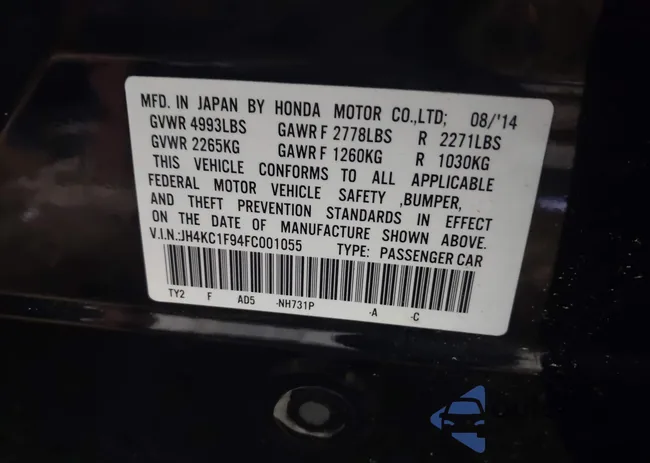 MFD. IN JAPAN BY HONDA MOTOR CO.,LTD; 08/'14
GVWR 4993LBS GAWR F 2778LBS R 2271LBS
GVWR 2265KG GAWR F 1260KG R 1030KG
THIS VEHICLE CONFORMS TO ALL APPLICABLE
FEDERAL MOTOR VEHICLE SAFETY ,BUMPER,
AND THEFT PREVENTION STANDARDS IN EFFECT
ON THE DATE OF MANUFACTURE SHOWN ABOVE.
V.I.N.:JH4KC1F94FC001055 TYPE: PASSENGER CAR
TY2 F AD5 -NH731P -A -C